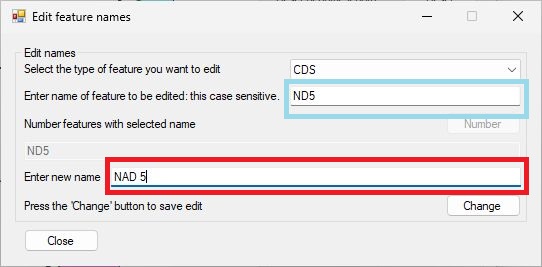 Edit feature names
Edit names
Select the type of feature you want to edit CDS
Enter name of feature to be edited: this case sensitive. ND5
Number features with selected name Number
ND5
Enter new name NAD 5
Press the 'Change' button to save edit Change
Close